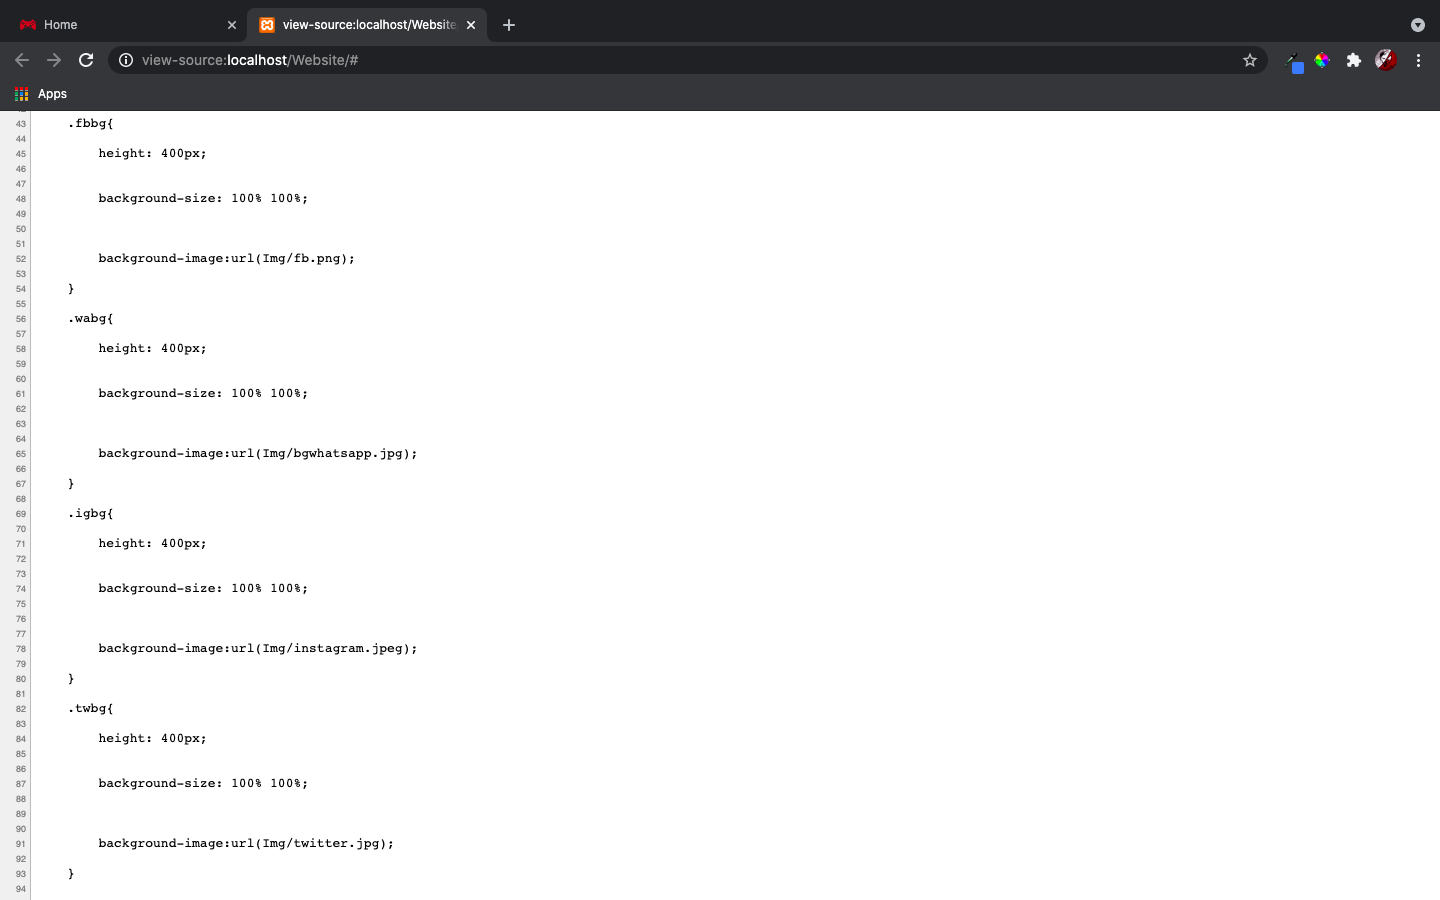 Home
view-source:localhost/Website
view-source:localhost/Website/#
Apps
43 .fbbg{
44
45 height: 400px;
46
47
48 background-size: 100% 100%;
49
50
51
52 background-image:url(Img/fb.png);
53
54 }
55
56 .wabg{
57
58 height: 400px;
59
60
61 background-size: 100% 100%;
62
63
64
65 background-image:url(Img/bgwhatsapp.jpg);
66
67 }
68
69 .igbg{
70
71 height: 400px;
72
73
74 background-size: 100% 100%;
75
76
77
78 background-image:url(Img/instagram.jpeg);
79
80 }
81
82 .twbg{
83
84 height: 400px;
85
86
87 background-size: 100% 100%;
88
89
90
91 background-image:url(Img/twitter.jpg);
92
93 }
94